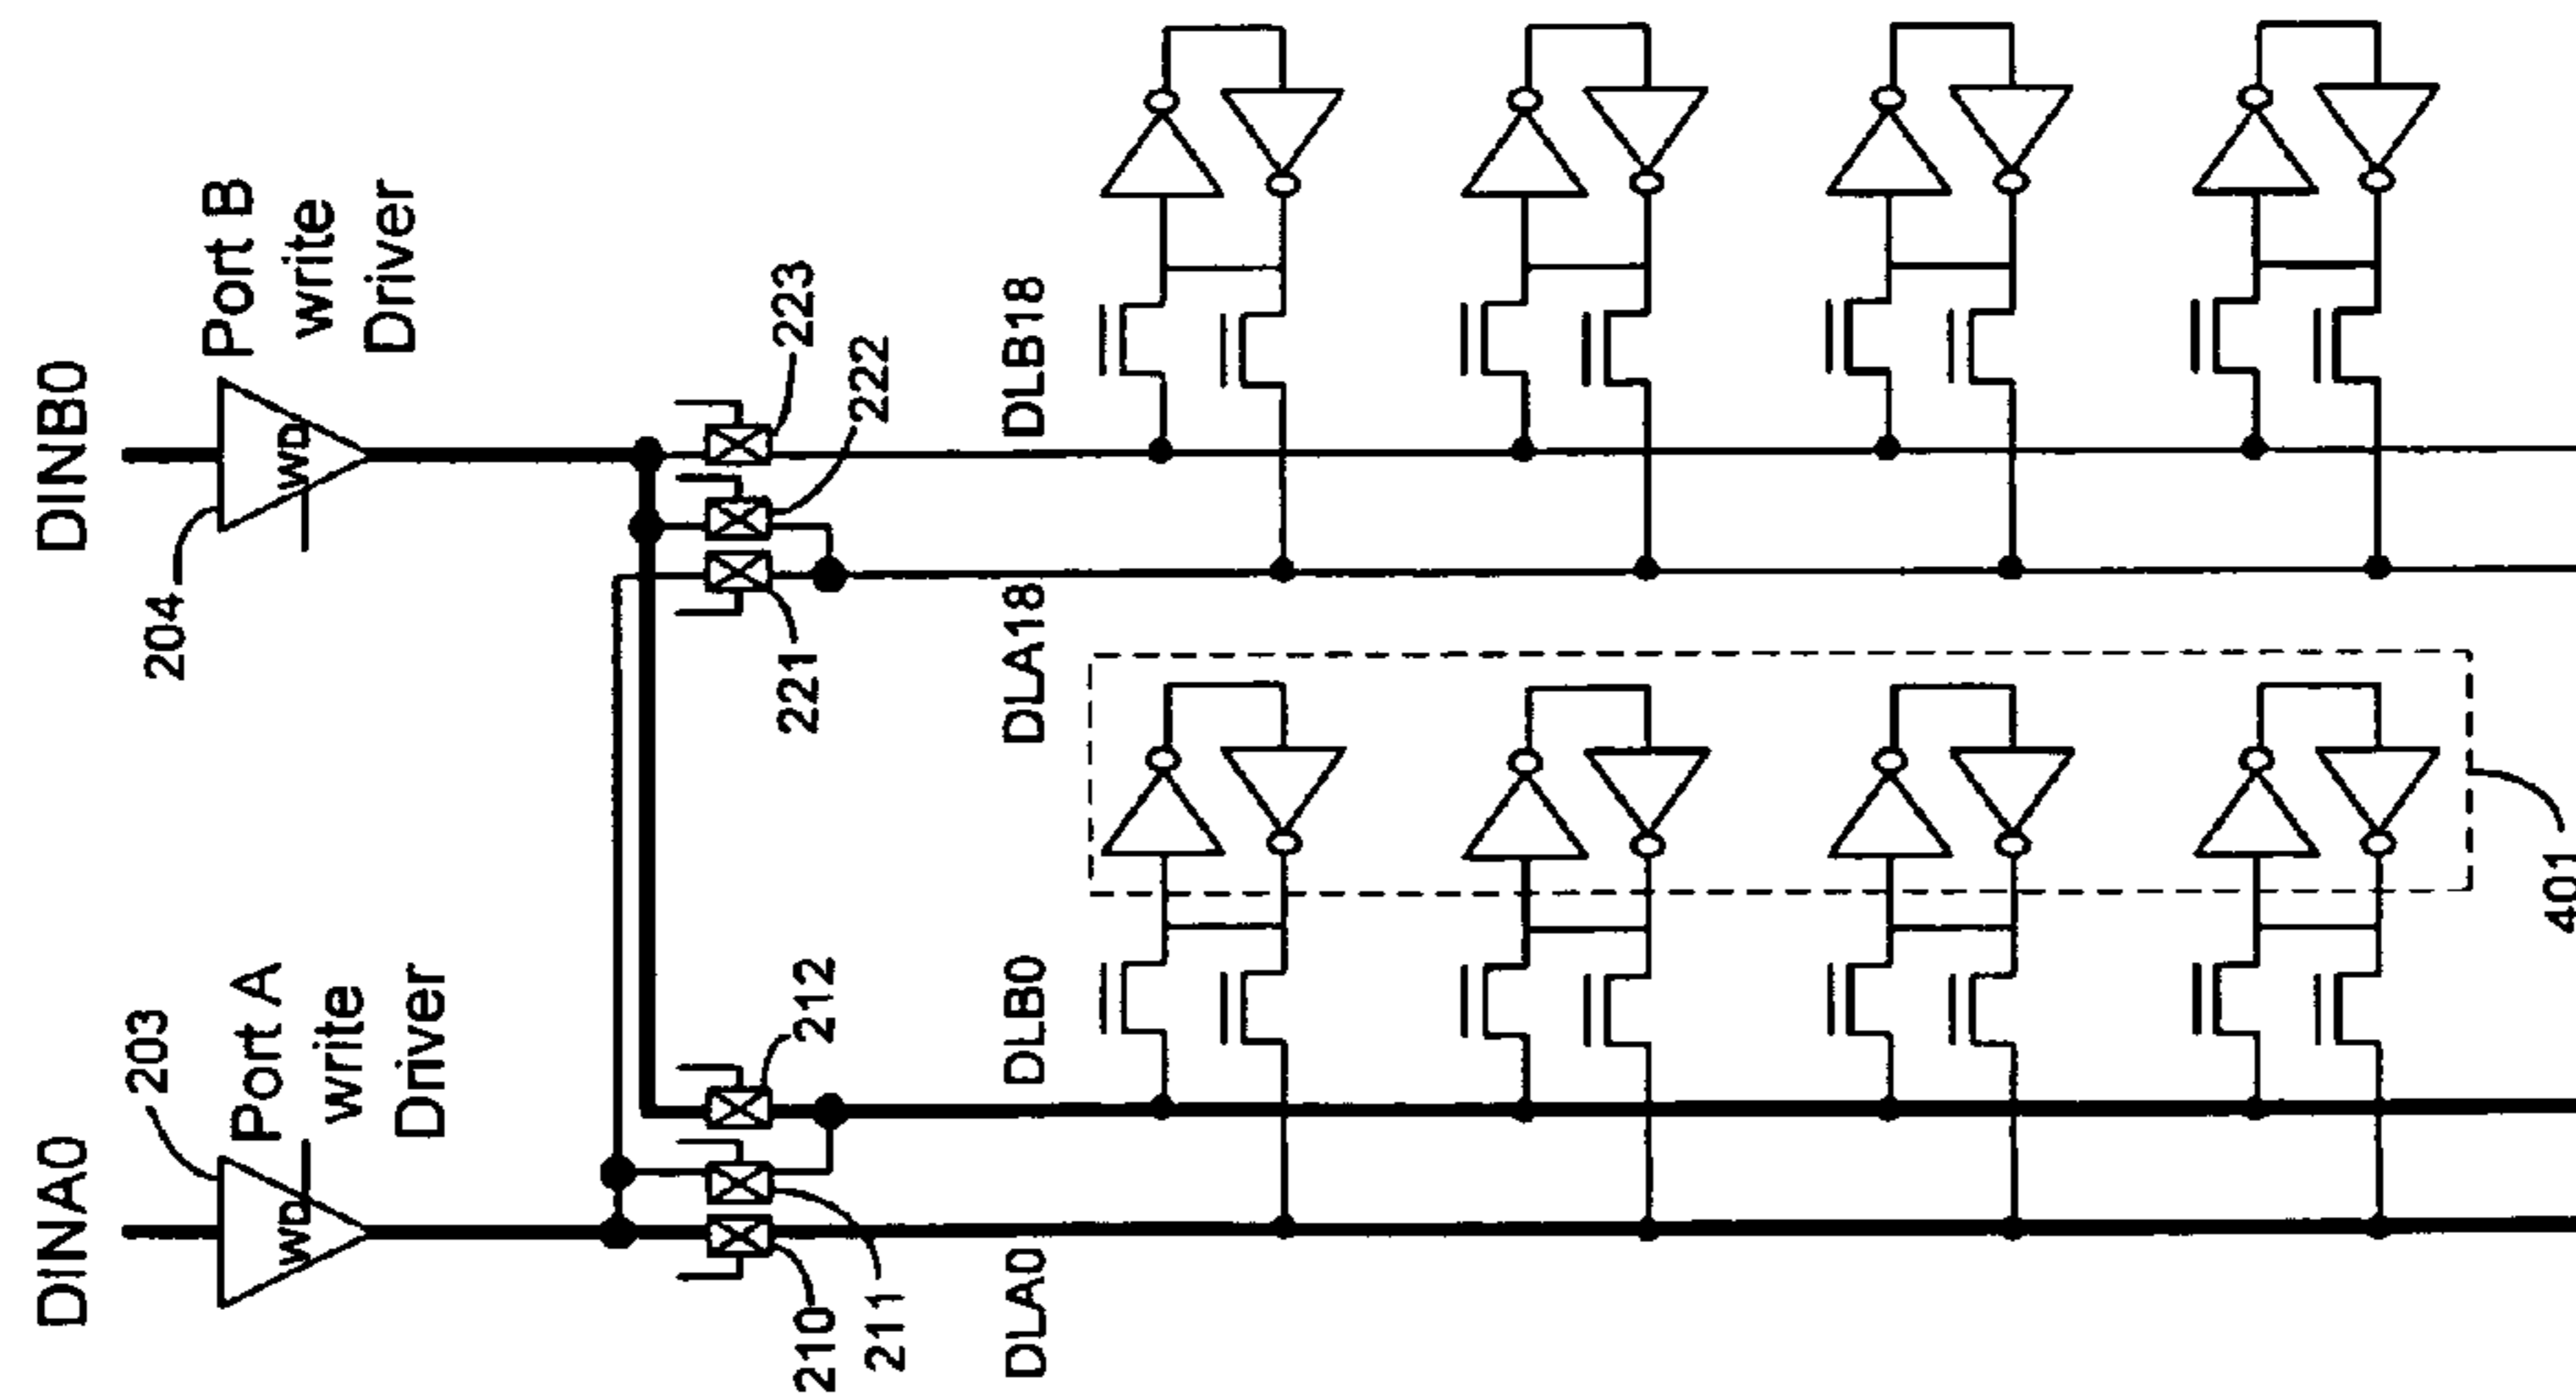 DINA0
203
WD
Port A
write
Driver
210
211
212
DLA0
DLB0
401
DINB0
204
WD
Port B
write
Driver
221
222
223
DLA18
DLB18